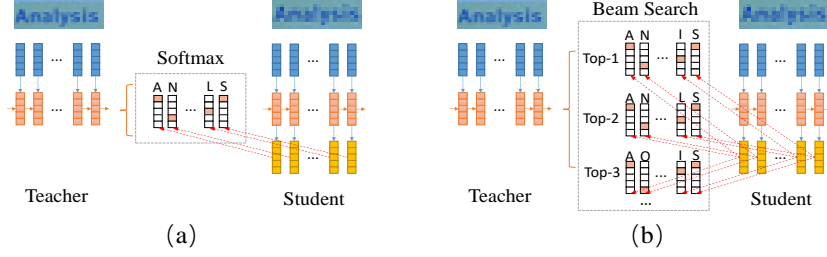 Analysis
Analysis
Softmax
A N ... L S
...
...
...
Teacher
Student
(a)
Analysis
Analysis
Beam Search
Top-1
A N ... I S
Top-2
A N ... L S
Top-3
A O ... I S
...
...
...
...
Teacher
Student
(b)